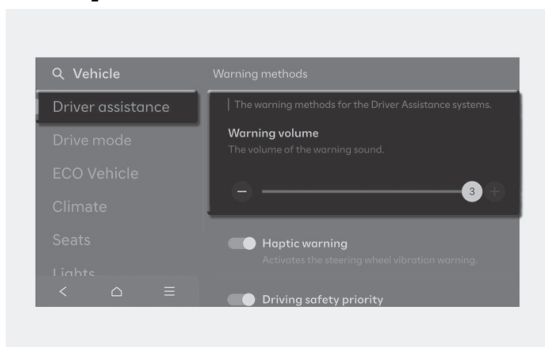 Vehicle
Driver assistance
Drive mode
ECO Vehicle
Climate
Seats
Lights
Warning methods
The warning methods for the Driver Assistance systems.
Warning volume
The volume of the warning sound.
3
Haptic warning
Activates the steering wheel vibration warning.
Driving safety priority